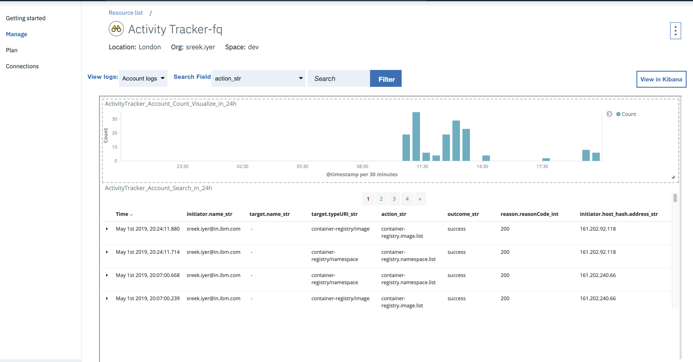 Getting started
Manage
Plan
Connections
Resource list /
Activity Tracker-fq
Location: London Org: sreek.iyer Space: dev
View logs: Account logs Search Field action_str Search Filter View in Kibana
ActivityTracker_Account_Count_Visualize_in_24h
Count
30
20
10
0
23:30 02:30 05:30 08:30 11:30 14:30 17:30
@timestamp per 30 minutes
Count
ActivityTracker_Account_Search_in_24h
1 2 3 4 »
Time initiator.name_str target.name_str target.typeURI_str action_str outcome_str reason.reasonCode_int initiator.host_hash.address_str
May 1st 2019, 20:24:11.880 sreek.iyer@in.ibm.com - container-registry/image container-registry.image.list success 200 161.202.92.118
May 1st 2019, 20:24:11.714 sreek.iyer@in.ibm.com - container-registry/namespace container-registry.namespace.list success 200 161.202.92.118
May 1st 2019, 20:07:00.668 sreek.iyer@in.ibm.com - container-registry/namespace container-registry.namespace.list success 200 161.202.240.66
May 1st 2019, 20:07:00.239 sreek.iyer@in.ibm.com - container-registry/image container-registry.image.list success 200 161.202.240.66